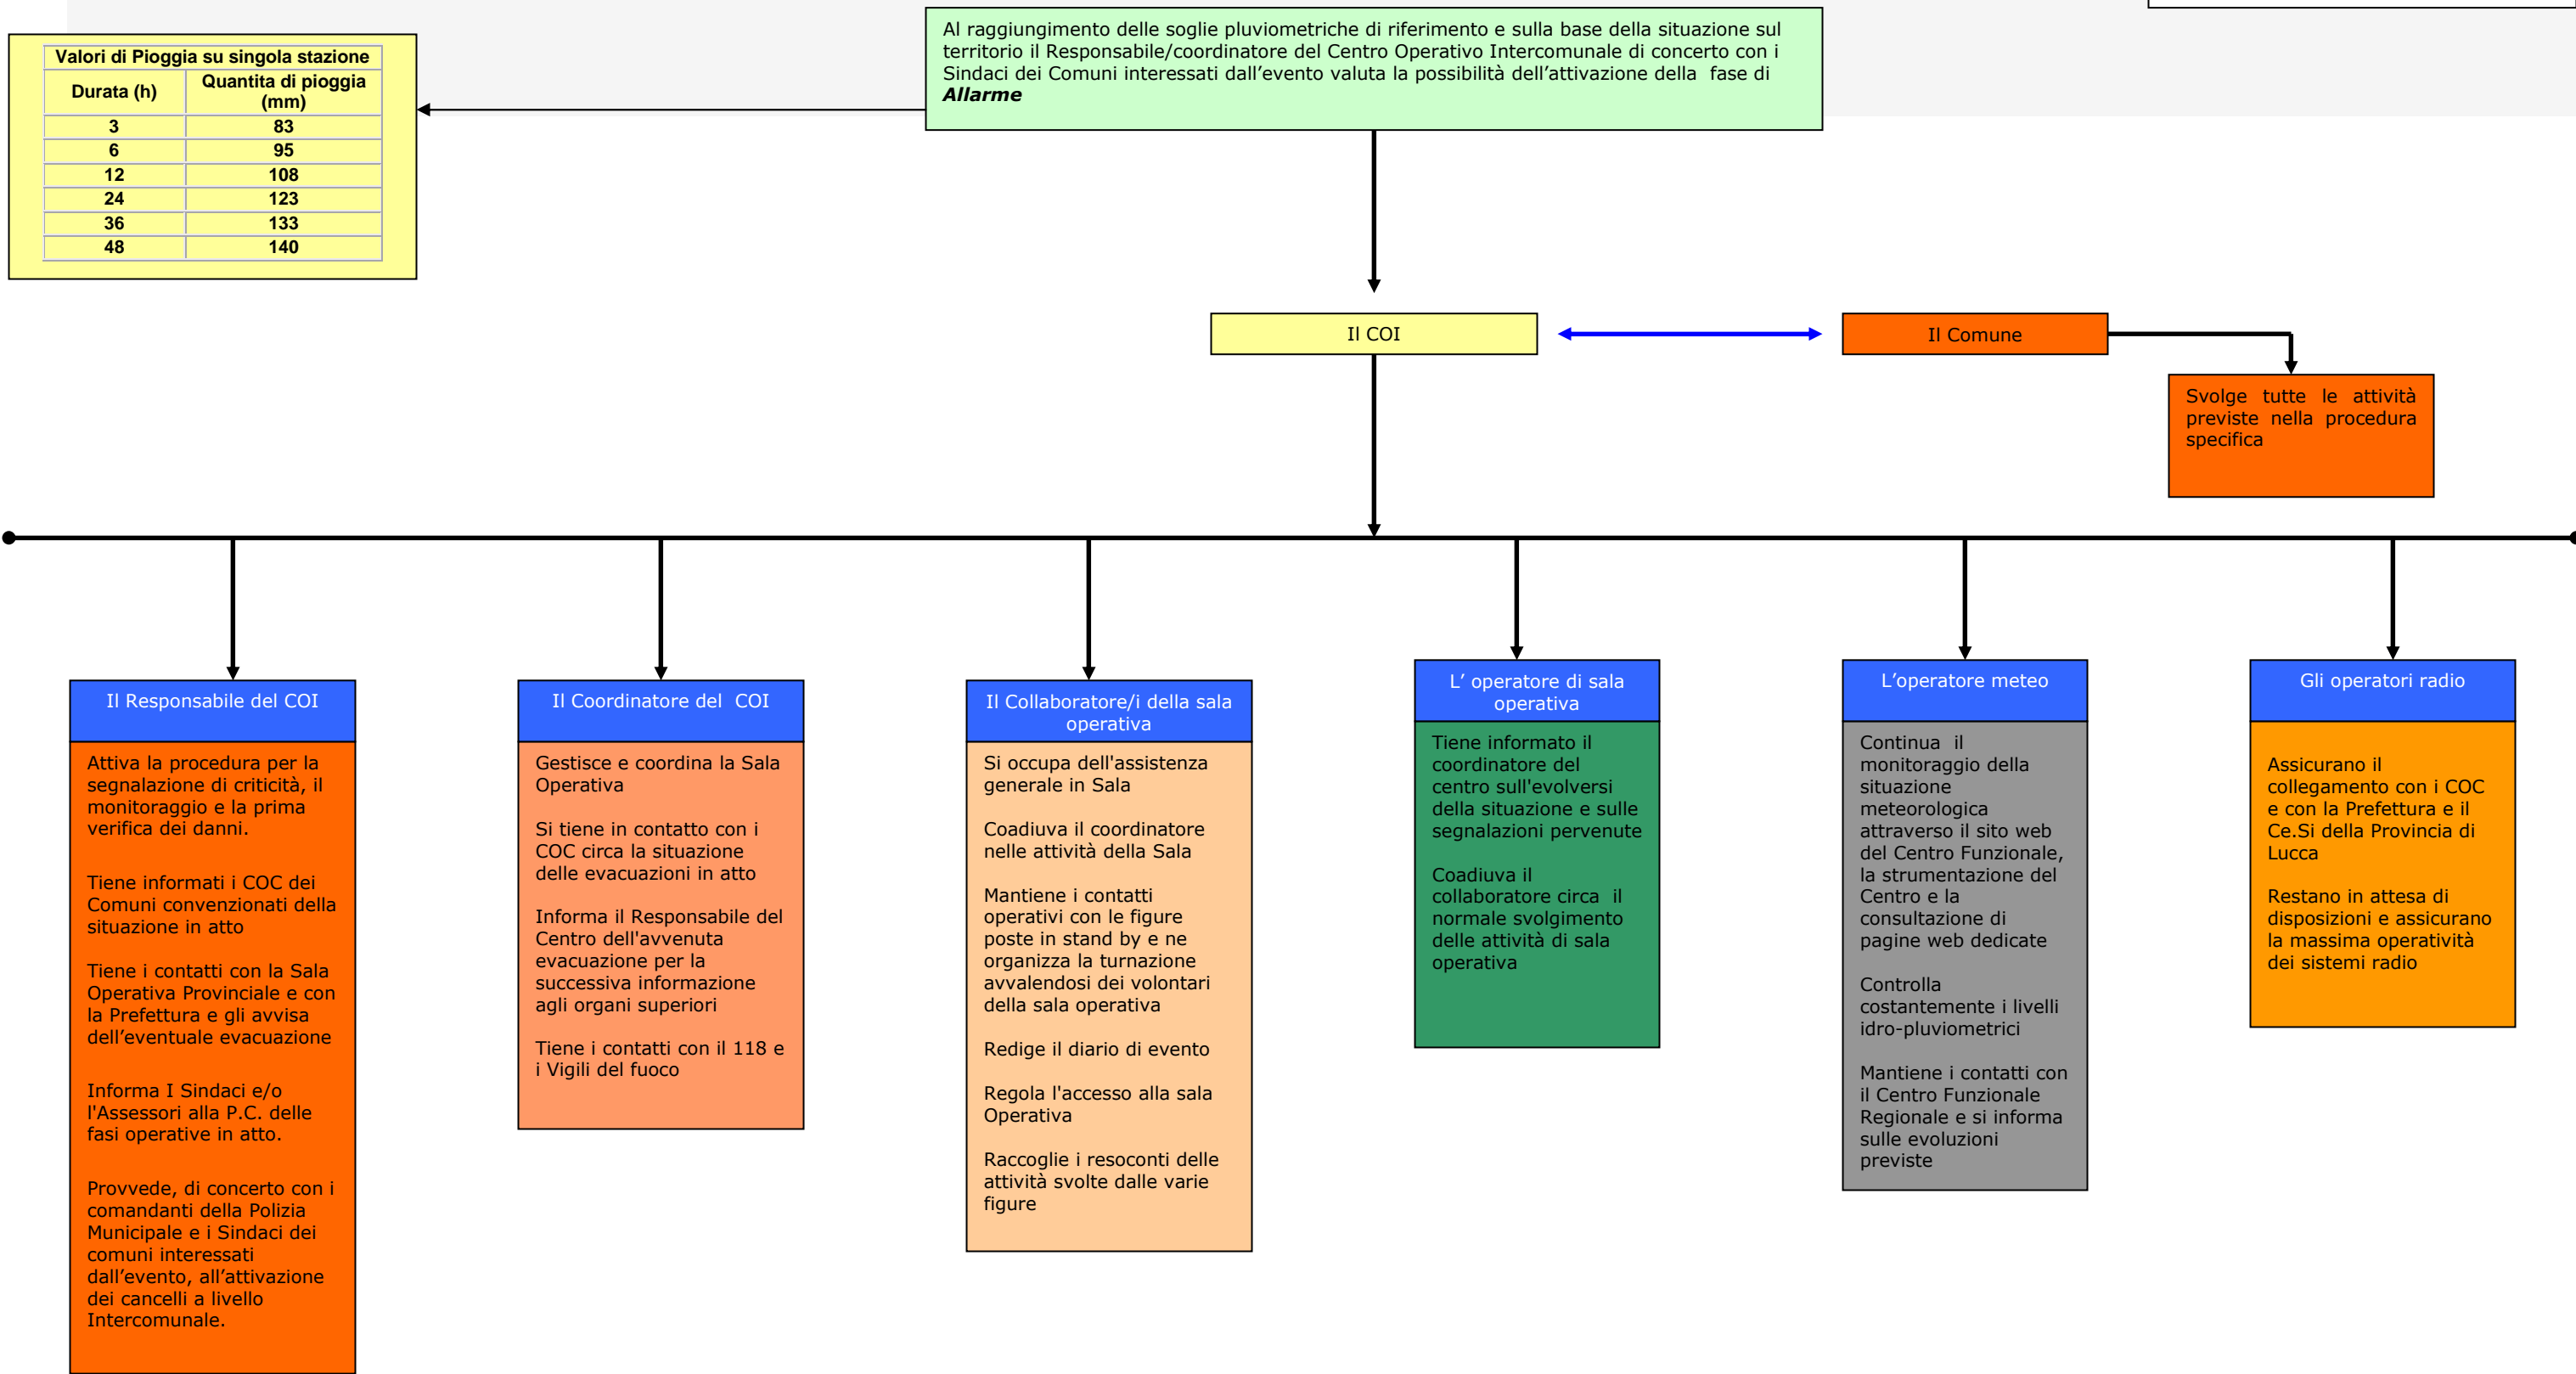 Al raggiungimento delle soglie pluviometriche di riferimento e sulla base della situazione sul
territorio il Responsabile/coordinatore del Centro Operativo Intercomunale di concerto con i
Sindaci dei Comuni interessati dall’evento valuta la possibilità dell’attivazione della  fase di
Allarme
Valori di Pioggia su singola stazione
Durata (h) Quantita di pioggia
(mm)
3 83
6 95
12 108
24 123
36 133
48 140
Il COI
Il Comune
Svolge tutte le attività
previste nella procedura
specifica
Il Responsabile del COI
Attiva la procedura per la
segnalazione di criticità, il
monitoraggio e la prima
verifica dei danni.
Tiene informati i COC dei
Comuni convenzionati della
situazione in atto
Tiene i contatti con la Sala
Operativa Provinciale e con
la Prefettura e gli avvisa
dell’eventuale evacuazione
Informa I Sindaci e/o
l'Assessori alla P.C. delle
fasi operative in atto.
Provvede, di concerto con i
comandanti della Polizia
Municipale e i Sindaci dei
comuni interessati
dall’evento, all’attivazione
dei cancelli a livello
Intercomunale.
Il Coordinatore del  COI
Gestisce e coordina la Sala
Operativa
Si tiene in contatto con i
COC circa la situazione
delle evacuazioni in atto
Informa il Responsabile del
Centro dell'avvenuta
evacuazione per la
successiva informazione
agli organi superiori
Tiene i contatti con il 118 e
i Vigili del fuoco
Il Collaboratore/i della sala
operativa
Si occupa dell'assistenza
generale in Sala
Coadiuva il coordinatore
nelle attività della Sala
Mantiene i contatti
operativi con le figure
poste in stand by e ne
organizza la turnazione
avvalendosi dei volontari
della sala operativa
Redige il diario di evento
Regola l'accesso alla sala
Operativa
Raccoglie i resoconti delle
attività svolte dalle varie
figure
L’ operatore di sala
operativa
Tiene informato il
coordinatore del
centro sull'evolversi
della situazione e sulle
segnalazioni pervenute
Coadiuva il
collaboratore circa  il
normale svolgimento
delle attività di sala
operativa
L’operatore meteo
Continua  il
monitoraggio della
situazione
meteorologica
attraverso il sito web
del Centro Funzionale,
la strumentazione del
Centro e la
consultazione di
pagine web dedicate
Controlla
costantemente i livelli
idro-pluviometrici
Mantiene i contatti con
il Centro Funzionale
Regionale e si informa
sulle evoluzioni
previste
Gli operatori radio
Assicurano il
collegamento con i COC
e con la Prefettura e il
Ce.Si della Provincia di
Lucca
Restano in attesa di
disposizioni e assicurano
la massima operatività
dei sistemi radio